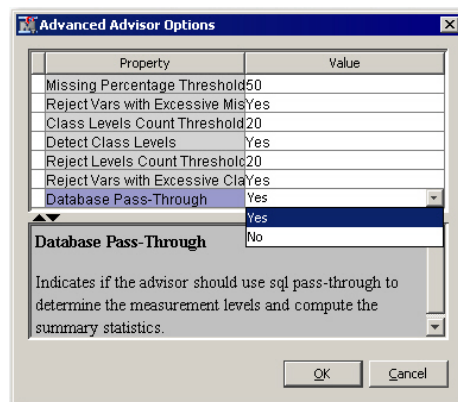 Advanced Advisor Options
Property Value
Missing Percentage Threshold 50
Reject Vars with Excessive Mis Yes
Class Levels Count Threshold 20
Detect Class Levels Yes
Reject Levels Count Threshold 20
Reject Vars with Excessive Cla Yes
Database Pass-Through Yes
Yes
No
Database Pass-Through
Indicates if the advisor should use sql pass-through to
determine the measurement levels and compute the
summary statistics.
OK Cancel